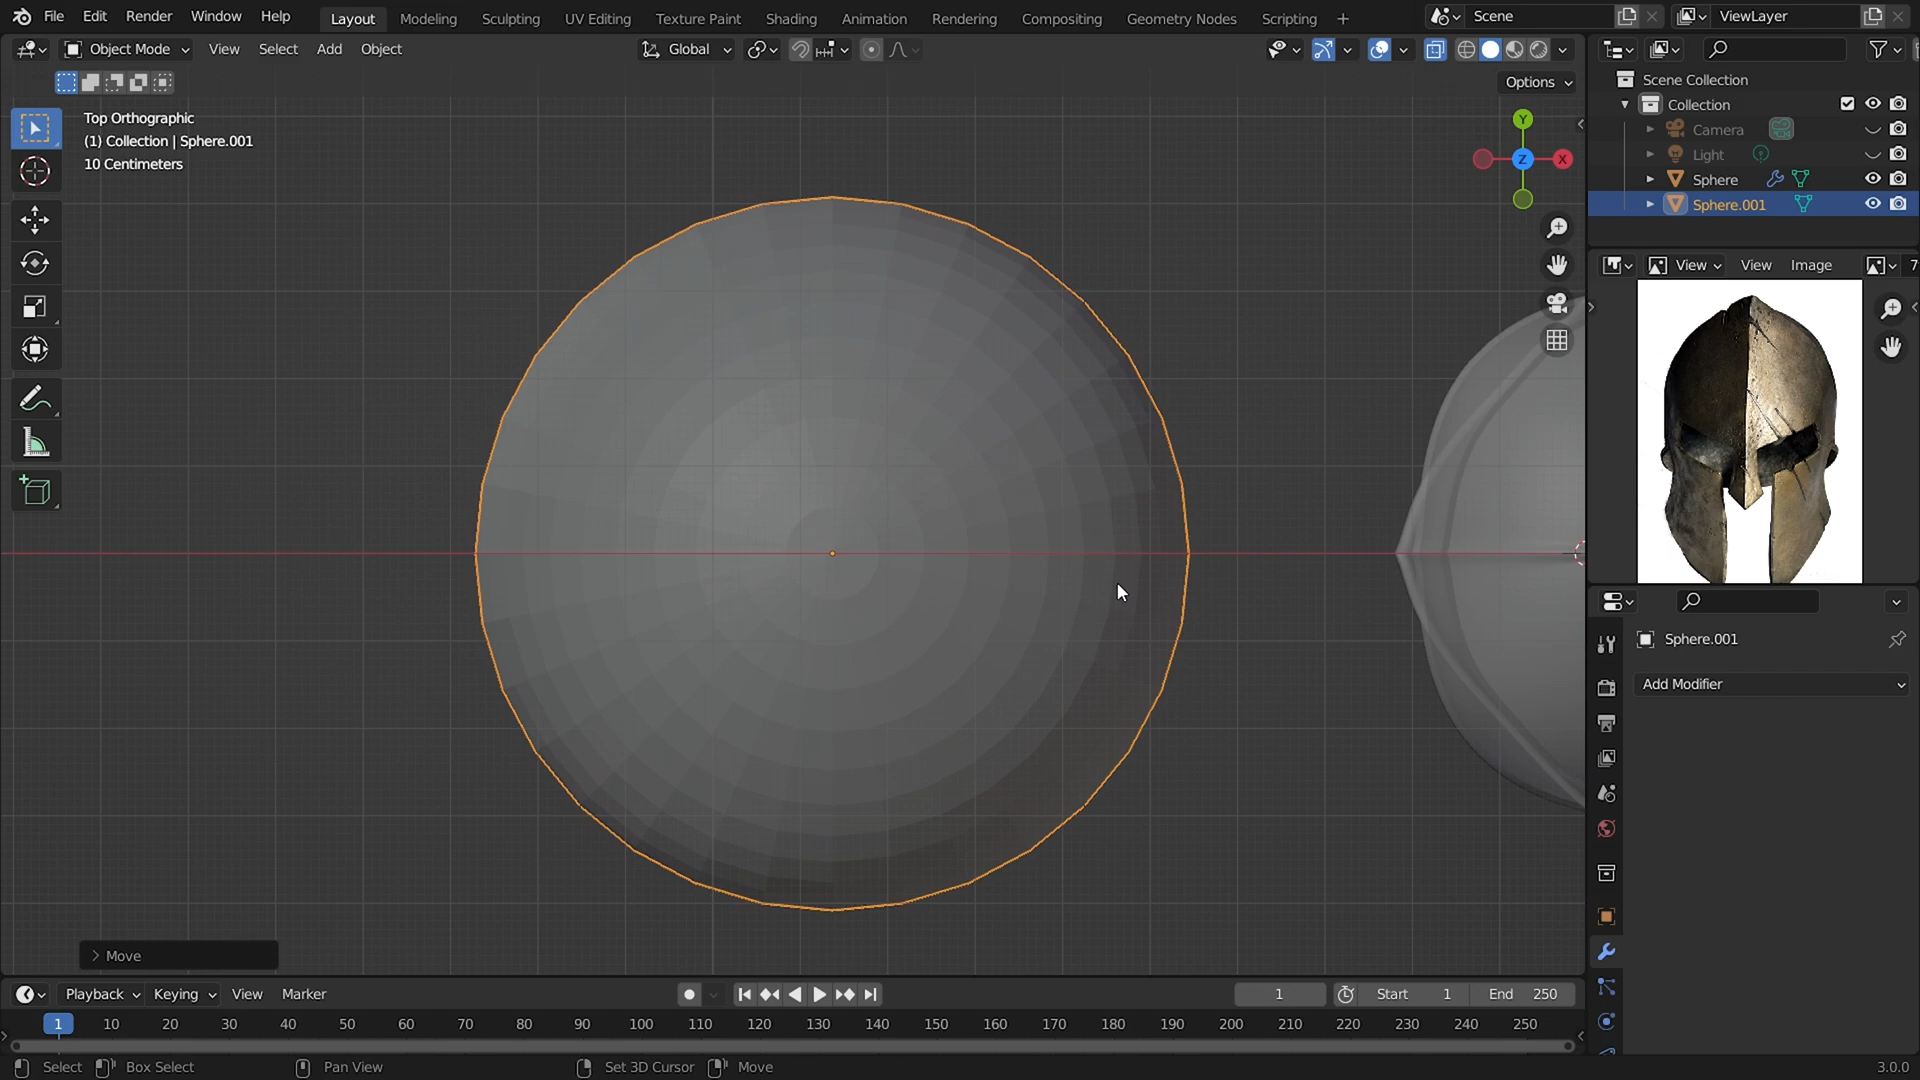 File Edit Render Window Help Layout Modeling Sculpting UV Editing Texture Paint Shading Animation Rendering Compositing Geometry Nodes Scripting + Scene ViewLayer
Object Mode View Select Add Object Global
Options
Top Orthographic
(1) Collection | Sphere.001
10 Centimeters
Y
X
Z
Scene Collection
Collection
Camera
Light
Sphere
Sphere.001
View View Image 7
Sphere.001
Add Modifier
Move
Playback Keying View Marker 1 Start 1 End 250
1 10 20 30 40 50 60 70 80 90 100 110 120 130 140 150 160 170 180 190 200 210 220 230 240 250
Select Box Select Pan View Set 3D Cursor Move 3.0.0